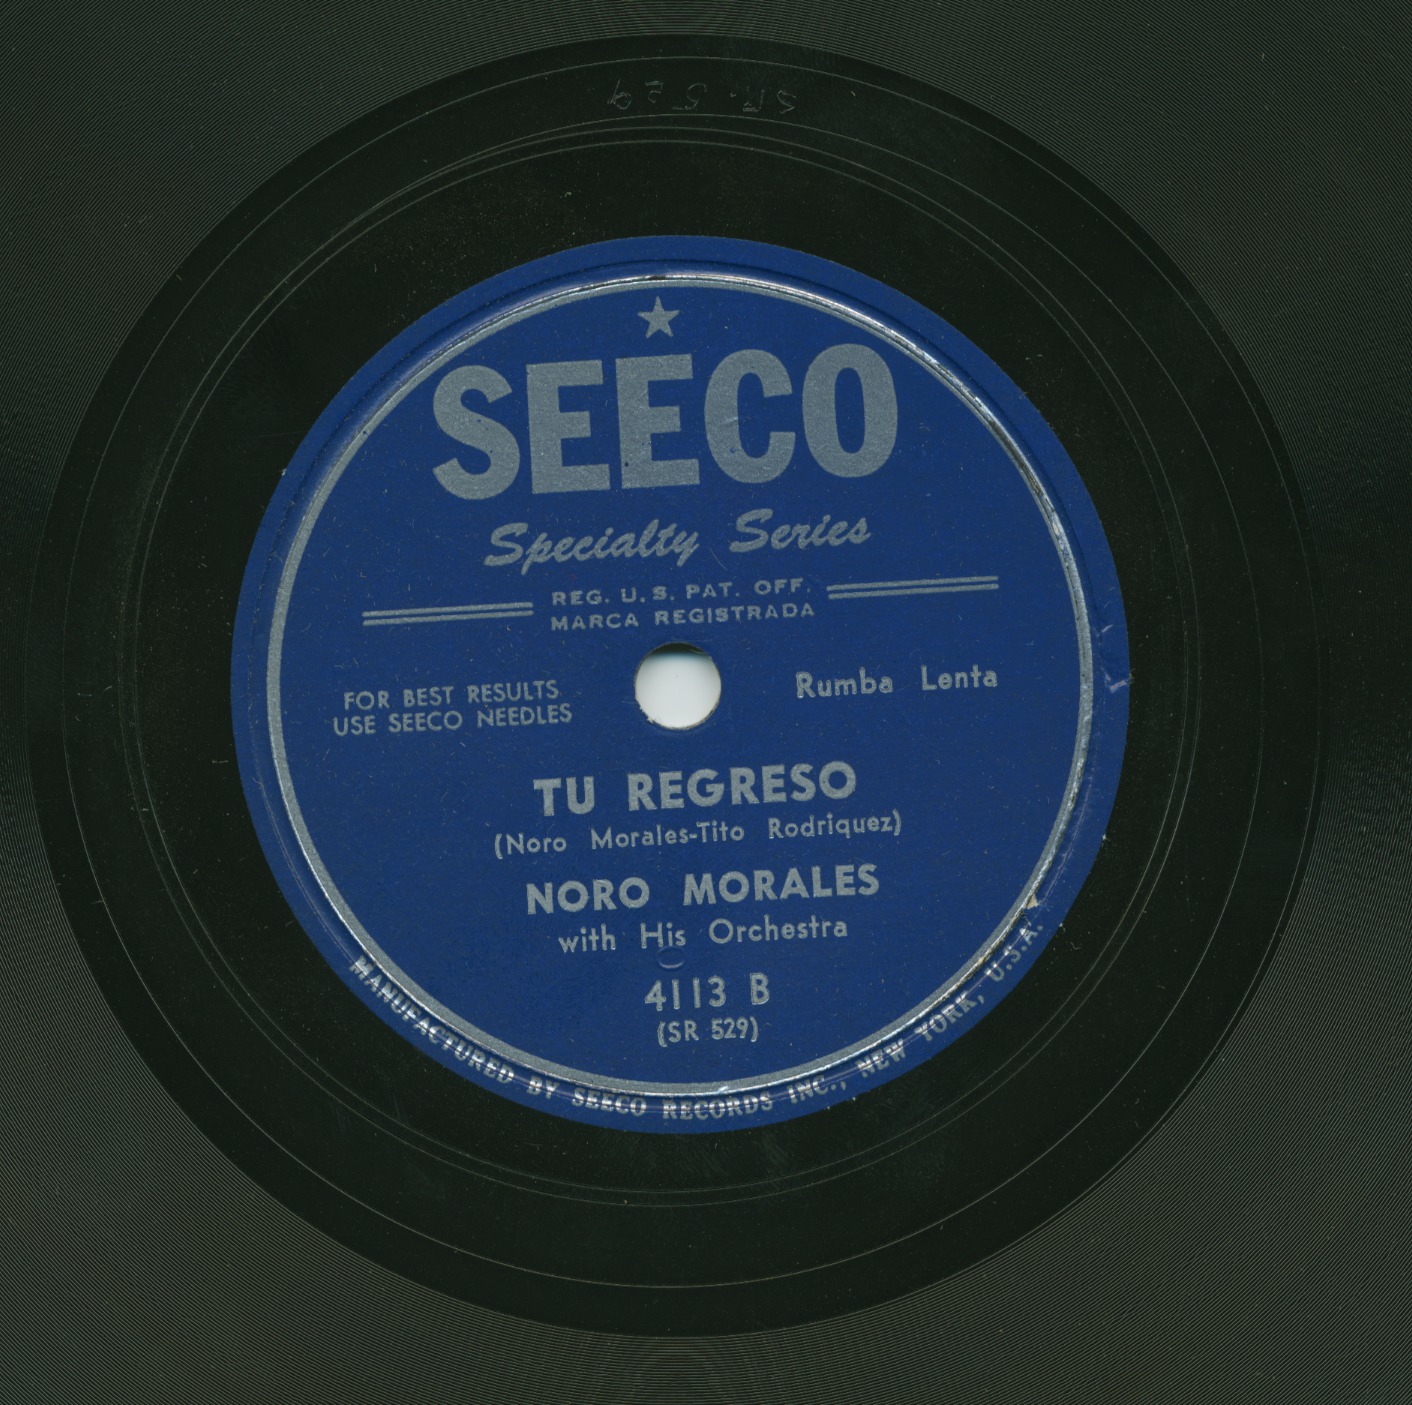 SR. 529
SEECO
Specialty Series
REG. U.S. PAT. OFF.
MARCA REGISTRADA
FOR BEST RESULTS
USE SEECO NEEDLES
Rumba Lenta
TU REGRESO
(Noro Morales-Tito Rodriquez)
NORO MORALES
with His Orchestra
4113 B
(SR 529)
MANUFACTURED BY SEECO RECORDS INC., NEW YORK, U.S.A.